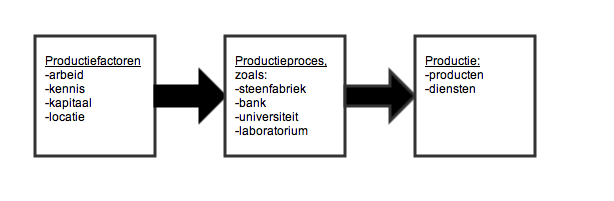 Productiefactoren
-arbeid
-kennis
-kapitaal
-locatie
Productieproces,
zoals:
-steenfabriek
-bank
-universiteit
-laboratorium
Productie:
-producten
-diensten